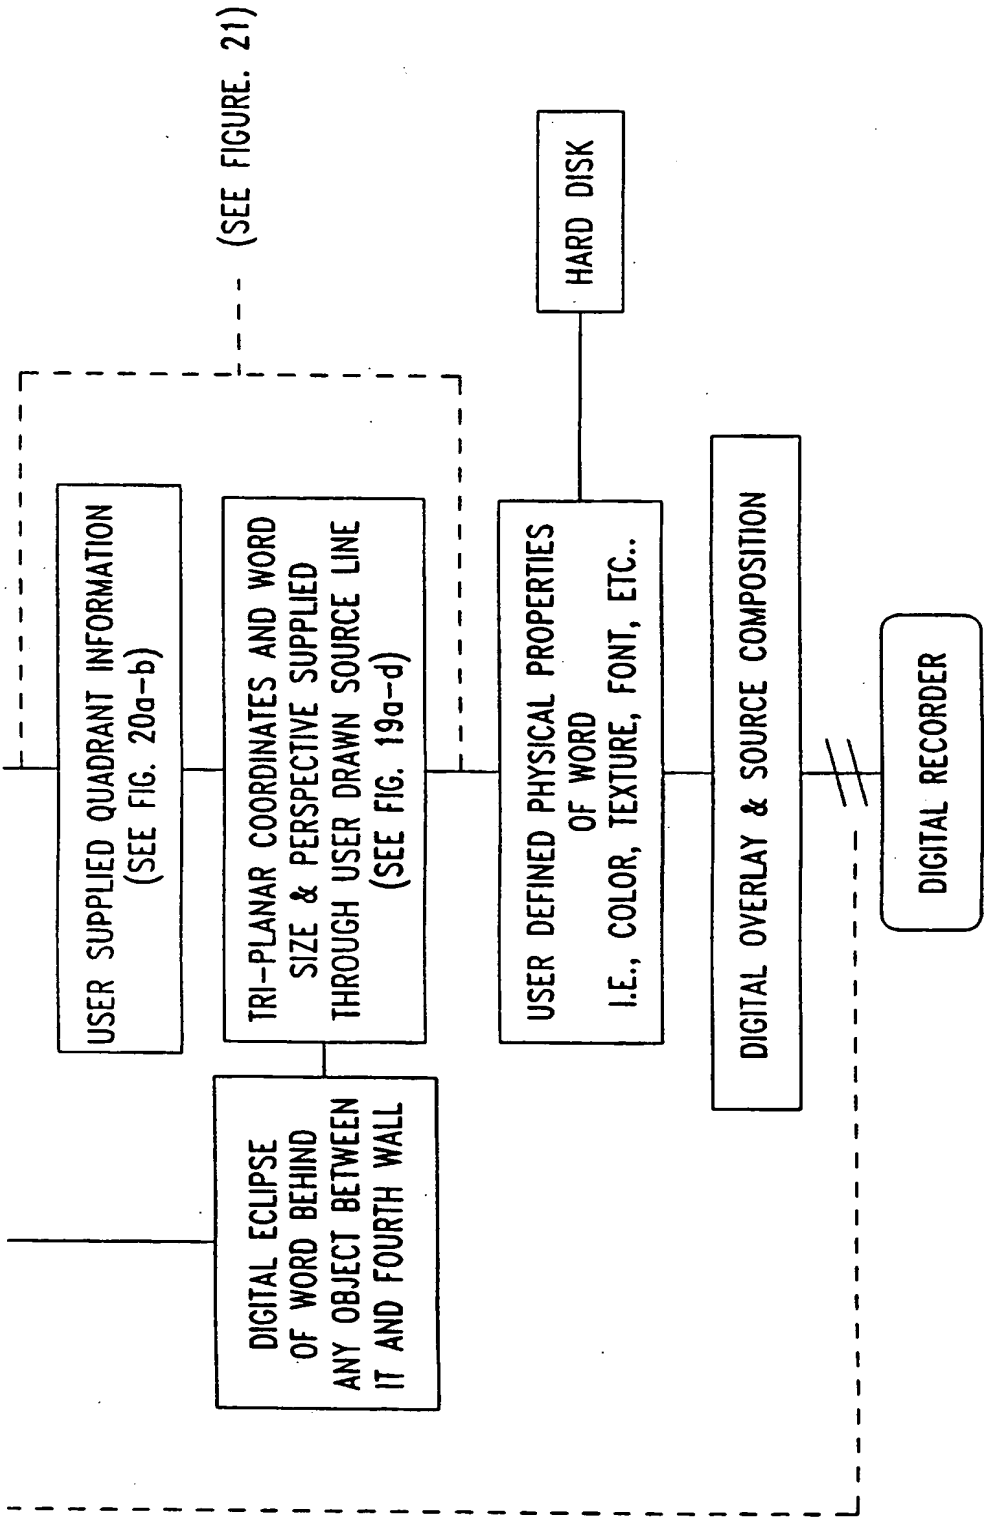 (SEE FIGURE. 21)
USER SUPPLIED QUADRANT INFORMATION
(SEE FIG. 20a-b)
TRI-PLANAR COORDINATES AND WORD
SIZE & PERSPECTIVE SUPPLIED
THROUGH USER DRAWN SOURCE LINE
(SEE FIG. 19a-d)
DIGITAL ECLIPSE
OF WORD BEHIND
ANY OBJECT BETWEEN
IT AND FOURTH WALL
USER DEFINED PHYSICAL PROPERTIES
OF WORD
I.E., COLOR, TEXTURE, FONT, ETC..
HARD DISK
DIGITAL OVERLAY & SOURCE COMPOSITION
DIGITAL RECORDER